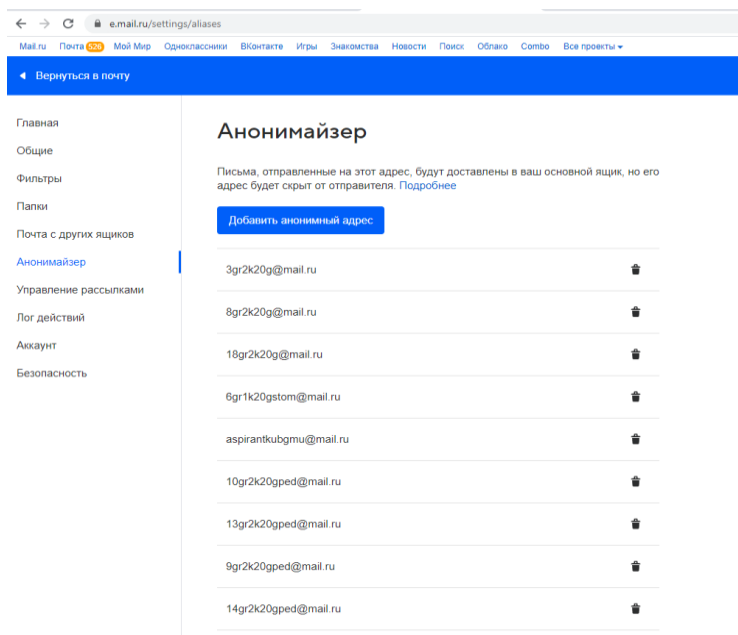 e.mail.ru/settings/aliases
Mail.ru Почта 526 Мой Мир Одноклассники ВКонтакте Игры Знакомства Новости Поиск Облако Combo Все проекты
Вернуться в почту
Главная
Общие
Фильтры
Папки
Почта с других ящиков
Анонимайзер
Управление рассылками
Лог действий
Аккаунт
Безопасность
Анонимайзер
Письма, отправленные на этот адрес, будут доставлены в ваш основной ящик, но его
адрес будет скрыт от отправителя. Подробнее
Добавить анонимный адрес
3gr2k20g@mail.ru
8gr2k20g@mail.ru
18gr2k20g@mail.ru
6gr1k20gstom@mail.ru
aspirantkubgmu@mail.ru
10gr2k20gped@mail.ru
13gr2k20gped@mail.ru
9gr2k20gped@mail.ru
14gr2k20gped@mail.ru